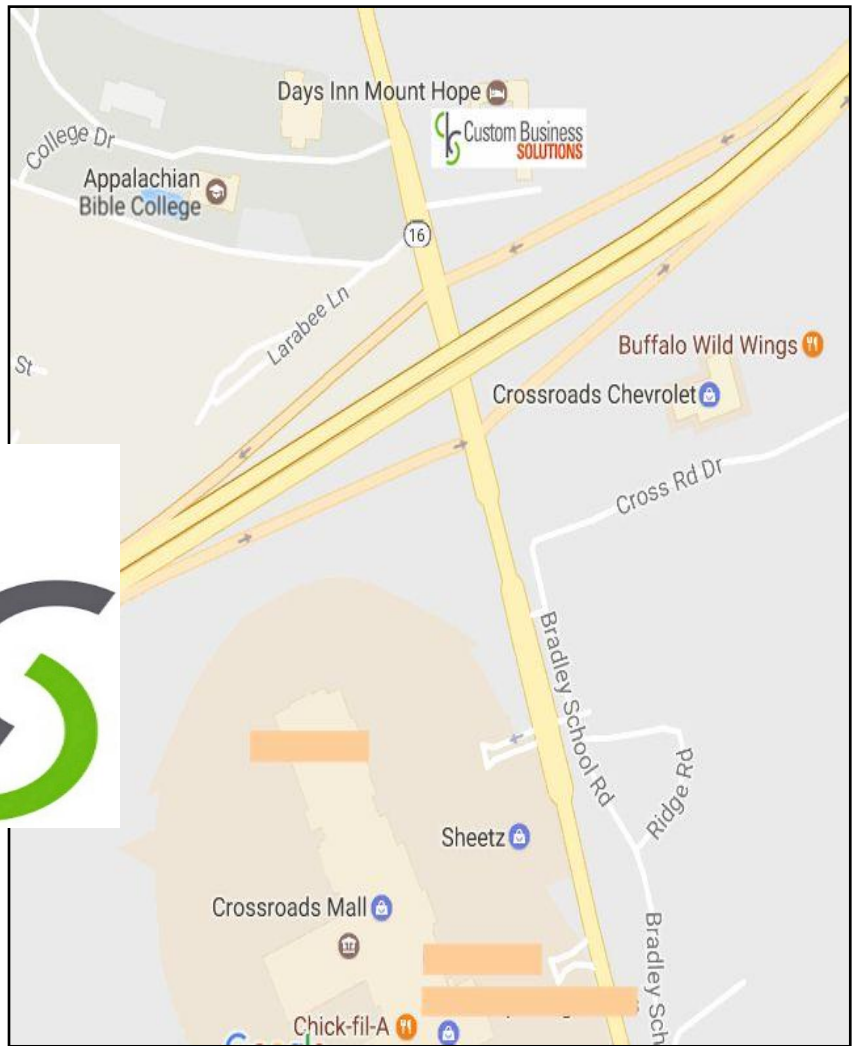 Days Inn Mount Hope
Custom Business
SOLUTIONS
College Dr
Appalachian
Bible College
16
Larabee Ln
St
Buffalo Wild Wings
Crossroads Chevrolet
Cross Rd Dr
Bradley School Rd
Ridge Rd
Sheetz
Crossroads Mall
Bradley Sch
Chick-fil-A
Google